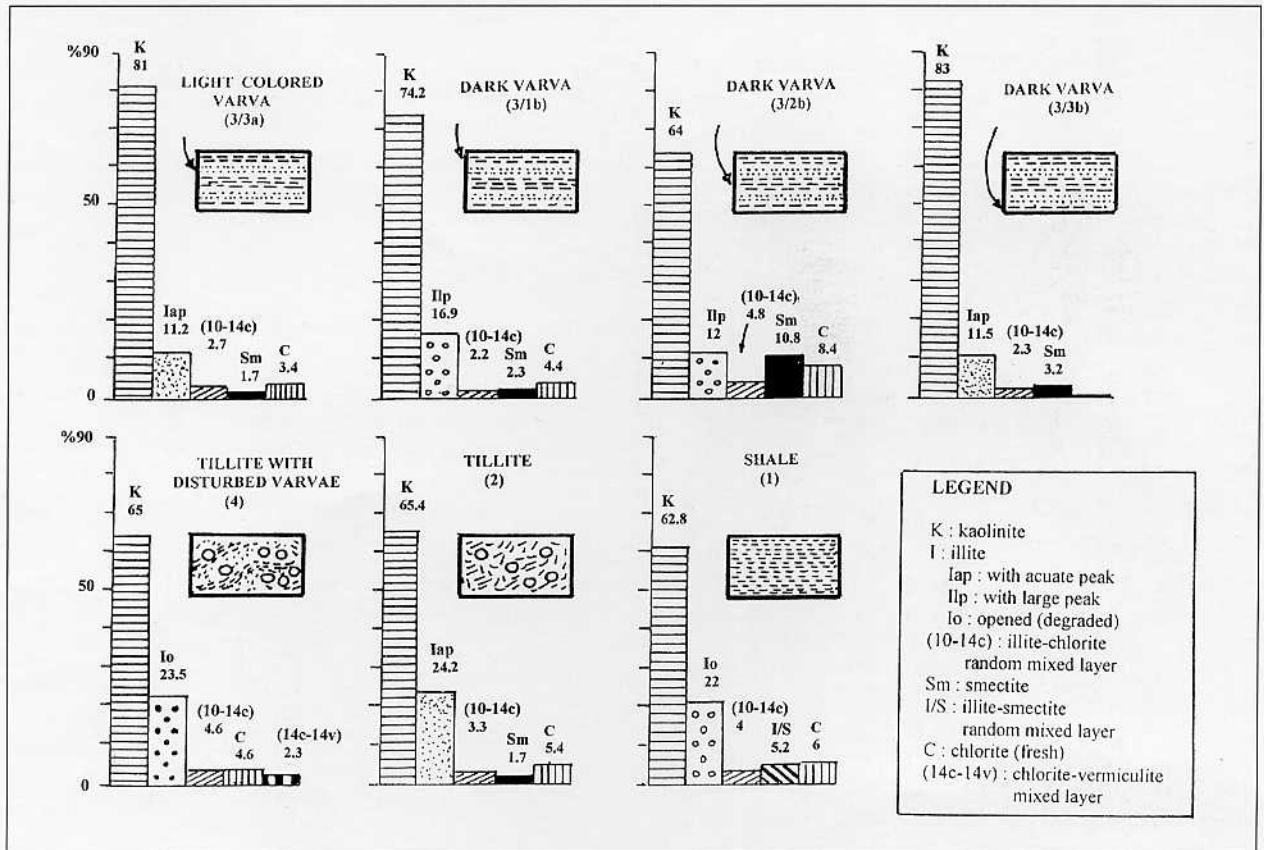 %90
K
81
LIGHT COLORED
VARVA
(3/3a)
50
Iap
11.2
(10-14c)
2.7
Sm
1.7
C
3.4
0
K
74.2
DARK VARVA
(3/1b)
Ilp
16.9
(10-14c)
2.2
Sm
2.3
C
4.4
K
64
DARK VARVA
(3/2b)
Ilp
12
(10-14c)
4.8
Sm
10.8
C
8.4
K
83
DARK VARVA
(3/3b)
Iap
11.5
(10-14c)
2.3
Sm
3.2
%90
K
65
TILLITE WITH
DISTURBED VARVAE
(4)
50
Io
23.5
(10-14c)
4.6
C
4.6
(14c-14v)
2.3
0
K
65.4
TILLITE
(2)
Iap
24.2
(10-14c)
3.3
Sm
1.7
C
5.4
K
62.8
SHALE
(1)
Io
22
(10-14c)
4
I/S
5.2
C
6
LEGEND
K : kaolinite
I : illite
Iap : with acuate peak
Ilp : with large peak
Io : opened (degraded)
(10-14c) : illite-chlorite
random mixed layer
Sm : smectite
I/S : illite-smectite
random mixed layer
C : chlorite (fresh)
(14c-14v) : chlorite-vermiculite
mixed layer